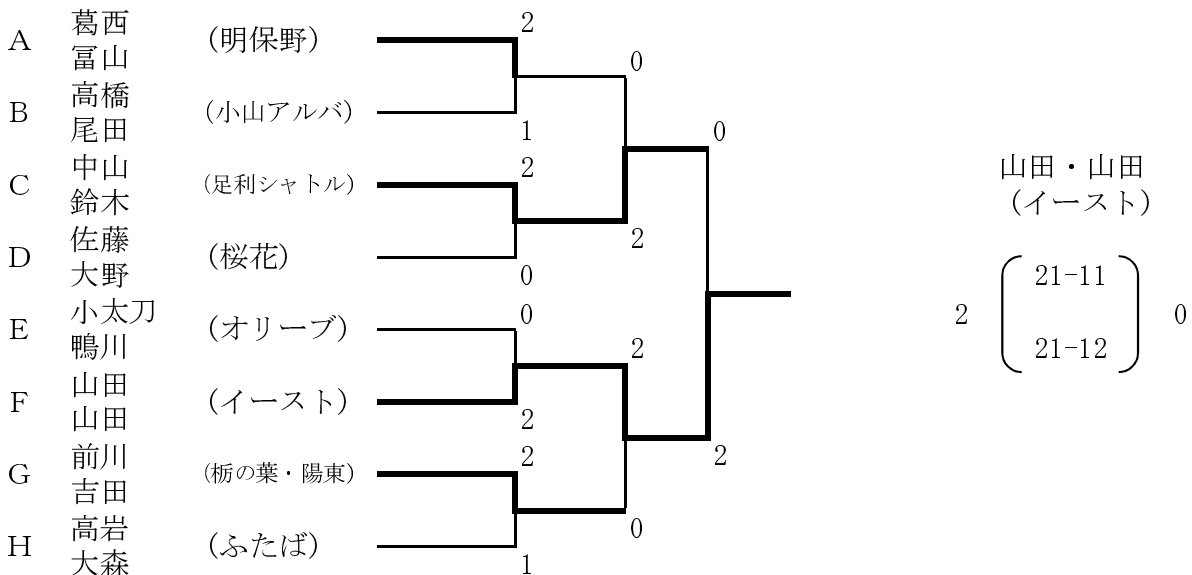 A 葛西 冨山 (明保野)
2
0
B 高橋 尾田 (小山アルバ)
1
0
C 中山 鈴木 (足利シャトル)
2
2
D 佐藤 大野 (桜花)
0
E 小太刀 鴨川 (オリーブ)
0
2
F 山田 山田 (イースト)
2
2
G 前川 吉田 (栃の葉・陽東)
2
0
H 高岩 大森 (ふたば)
1
山田・山田
(イースト)
21-11
2 0
21-12